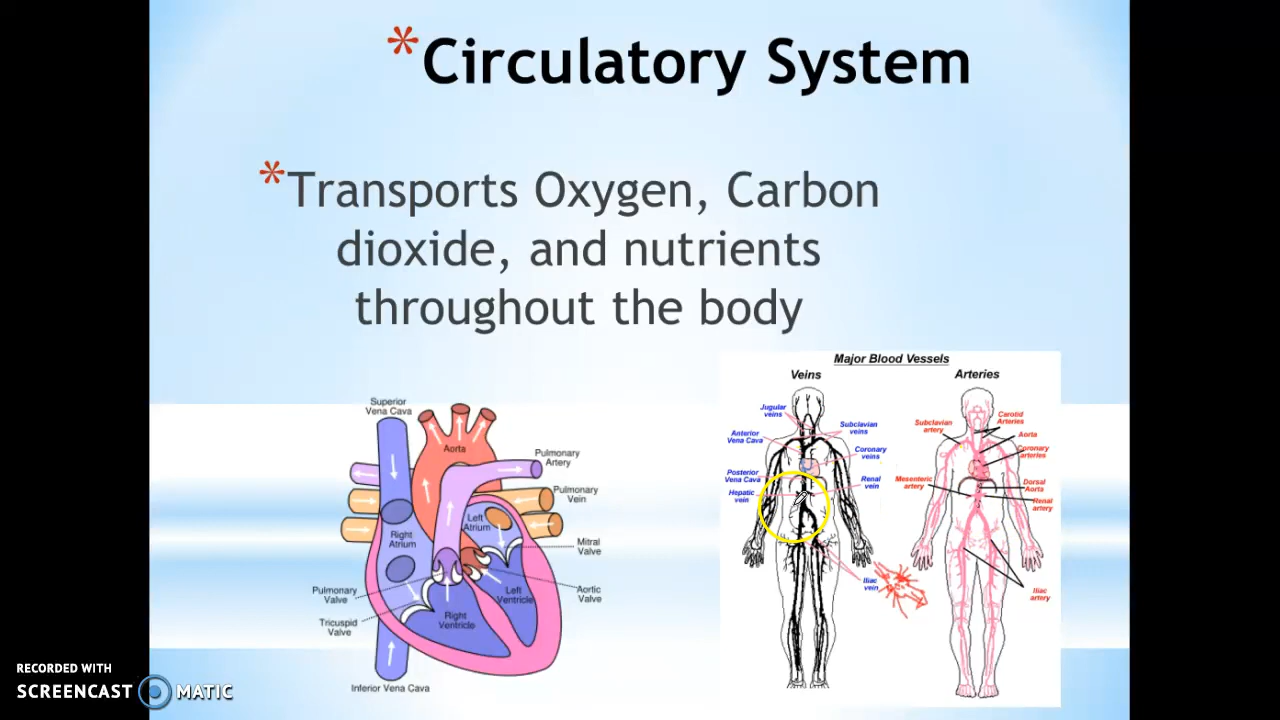 *Circulatory System
*Transports Oxygen, Carbon
dioxide, and nutrients
throughout the body
Superior
Vena Cava
Aorta
Pulmonary
Artery
Pulmonary
Vein
Left
Atrium
Right
Atrium
Mitral
Valve
Pulmonary
Valve
Aortic
Valve
Left
Ventricle
Right
Ventricle
Tricuspid
Valve
Inferior Vena Cava
Major Blood Vessels
Veins
Jugular
veins
Subclavian
veins
Anterior
Vena Cava
Coronary
veins
Posterior
Vena Cava
Renal
vein
Hepatic
vein
Iliac
vein
Arteries
Carotid
Arteries
Subclavian
artery
Aorta
Coronary
arteries
Mesenteric
artery
Dorsal
Aorta
Renal
artery
Iliac
artery
RECORDED WITH
SCREENCAST MATIC